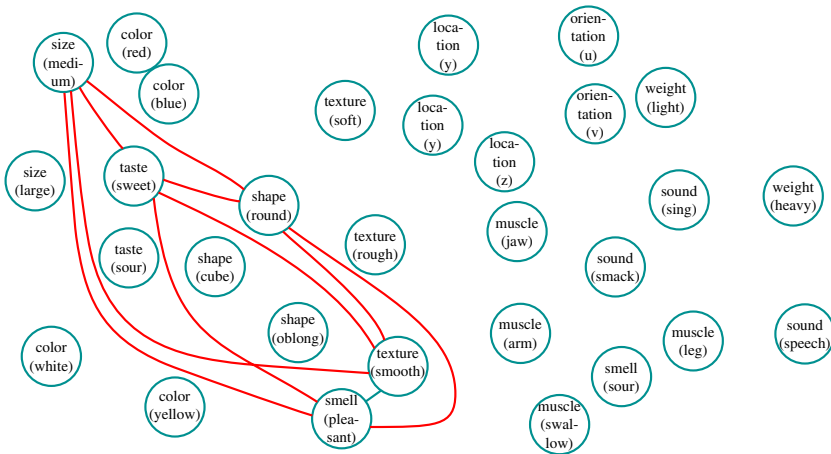 size
(medi-
um)
color
(red)
color
(blue)
loca-
tion
(y)
orien-
tation
(u)
texture
(soft)
loca-
tion
(y)
orien-
tation
(v)
weight
(light)
size
(large)
taste
(sweet)
shape
(round)
loca-
tion
(z)
sound
(sing)
weight
(heavy)
taste
(sour)
shape
(cube)
texture
(rough)
muscle
(jaw)
sound
(smack)
color
(white)
shape
(oblong)
texture
(smooth)
muscle
(arm)
muscle
(leg)
sound
(speech)
color
(yellow)
smell
(plea-
sant)
smell
(sour)
muscle
(swal-
low)